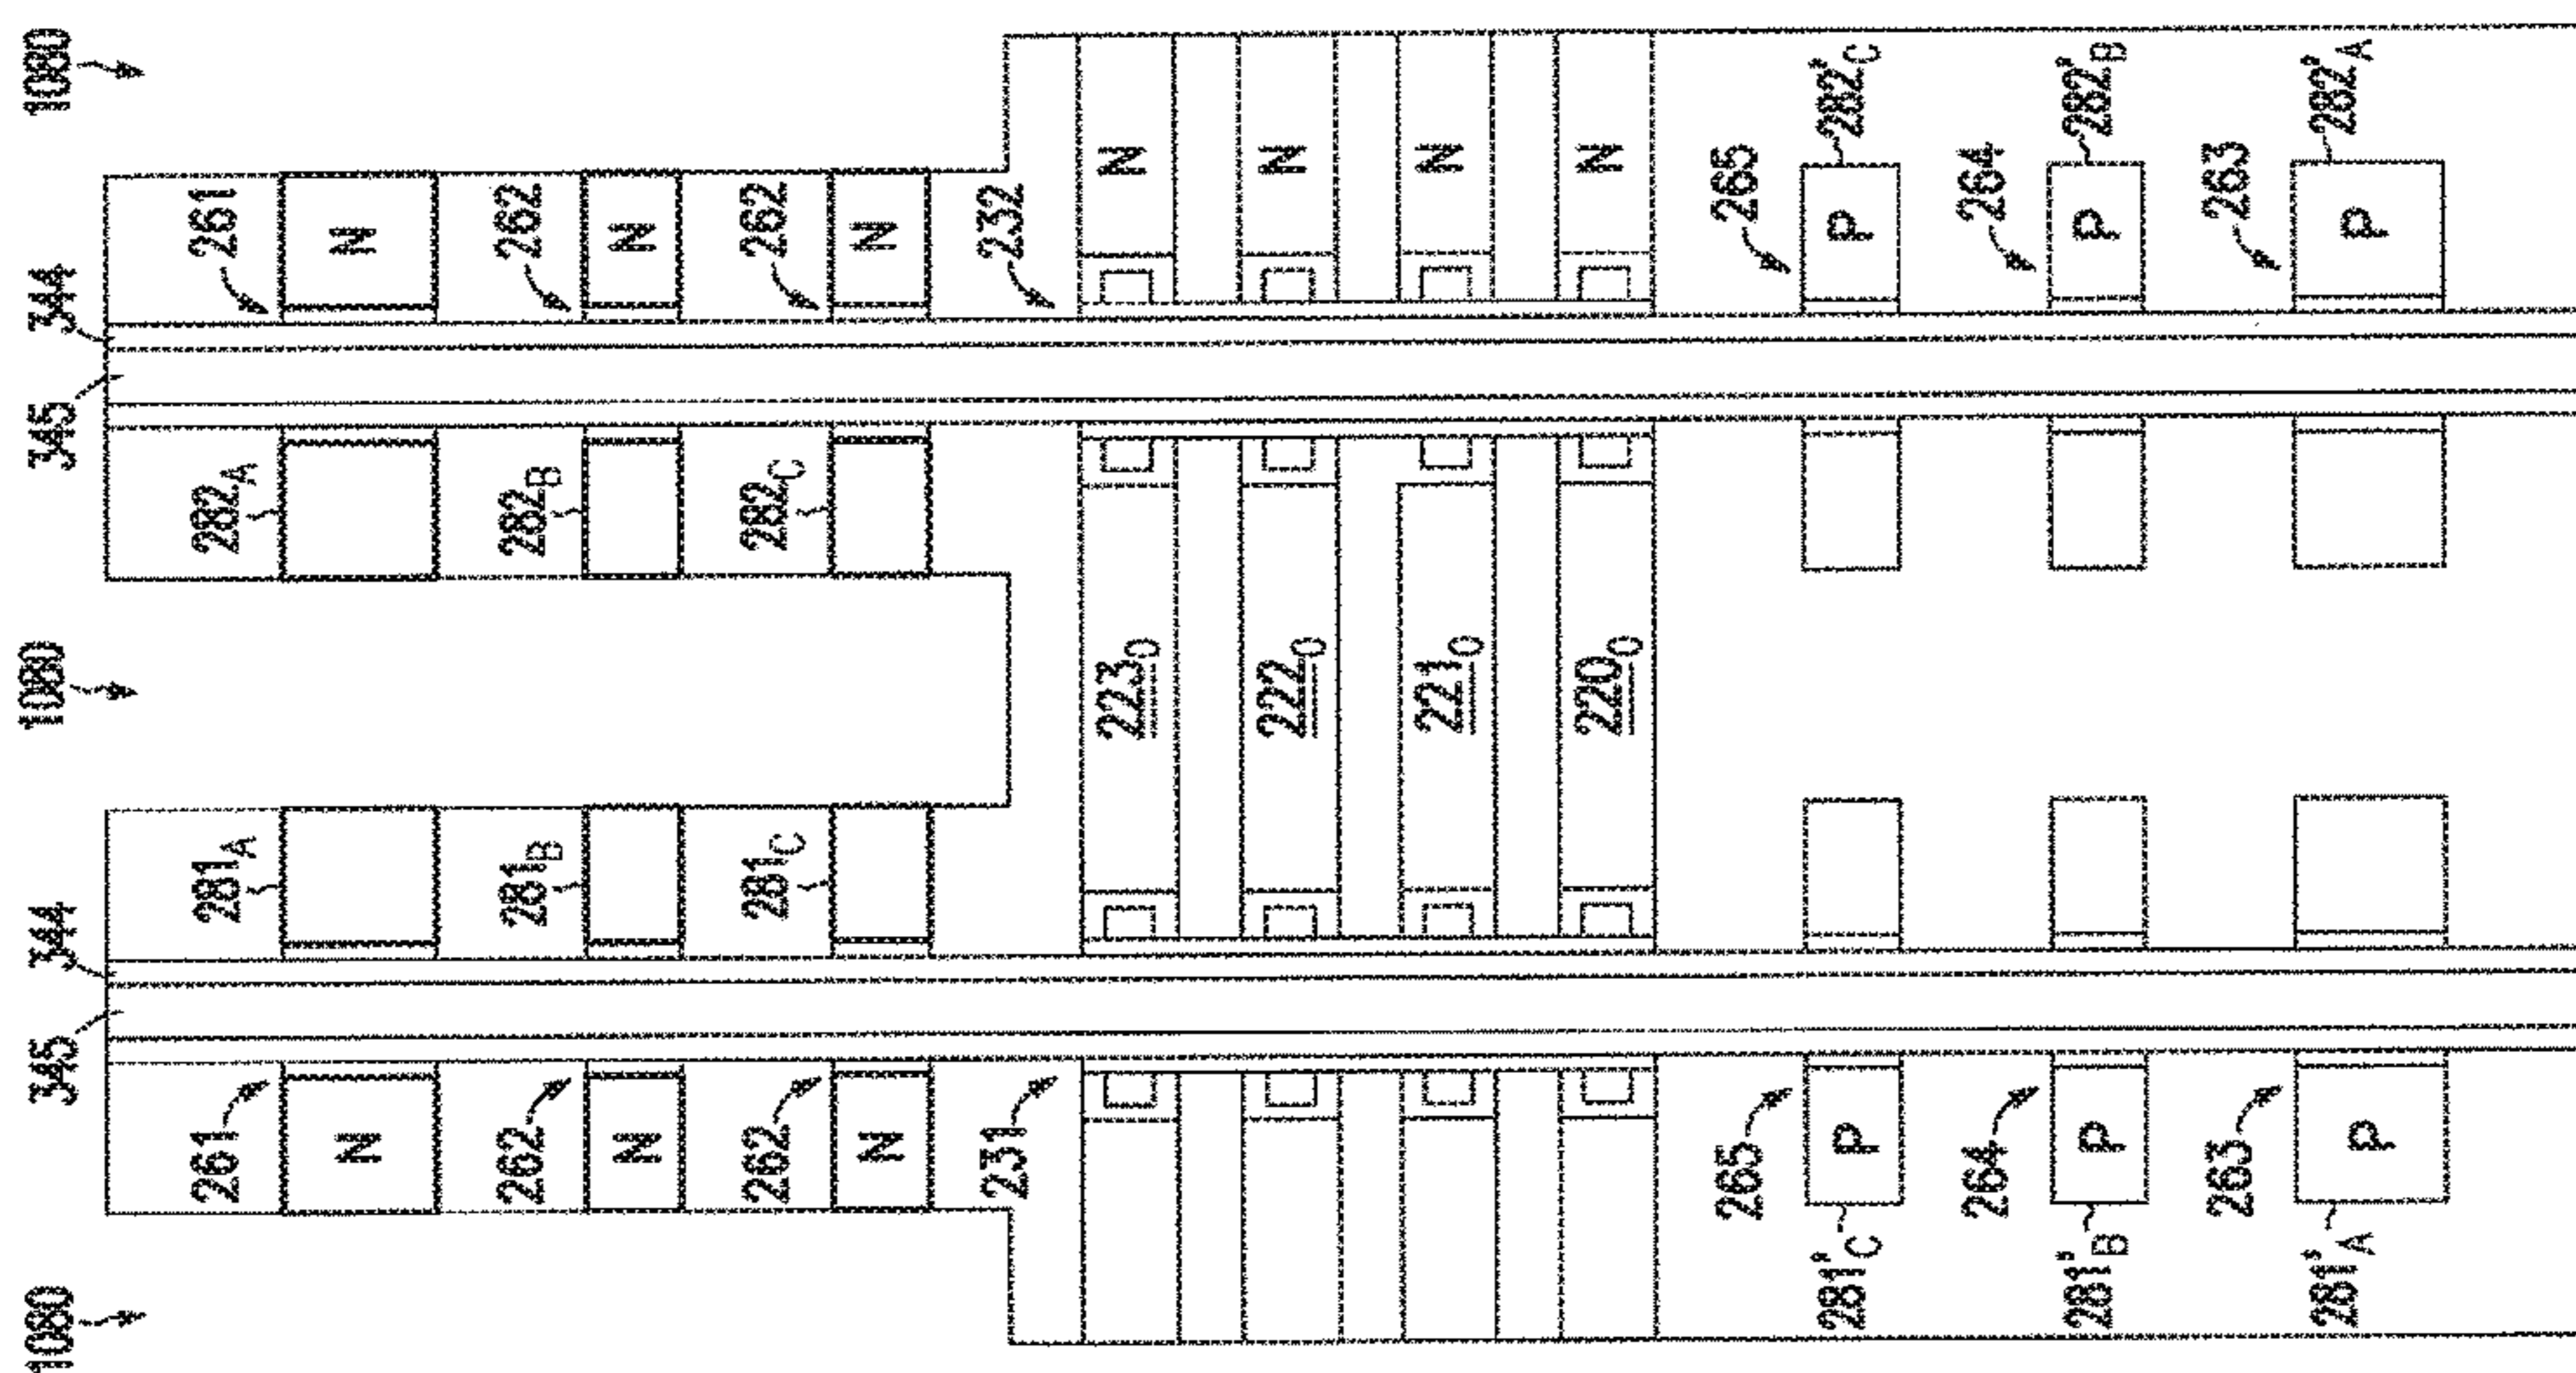 1080 345 344 1080 345 344 1080
261 281A 282A 261
N N
262 281B 282B 262
N N
262 281C 282C 262
N N
231 232
223O N
222O N
221O N
220O N
265 265
281'C P P 282'C
264 264
281'B P P 282'B
263 263
281'A P P 282'A